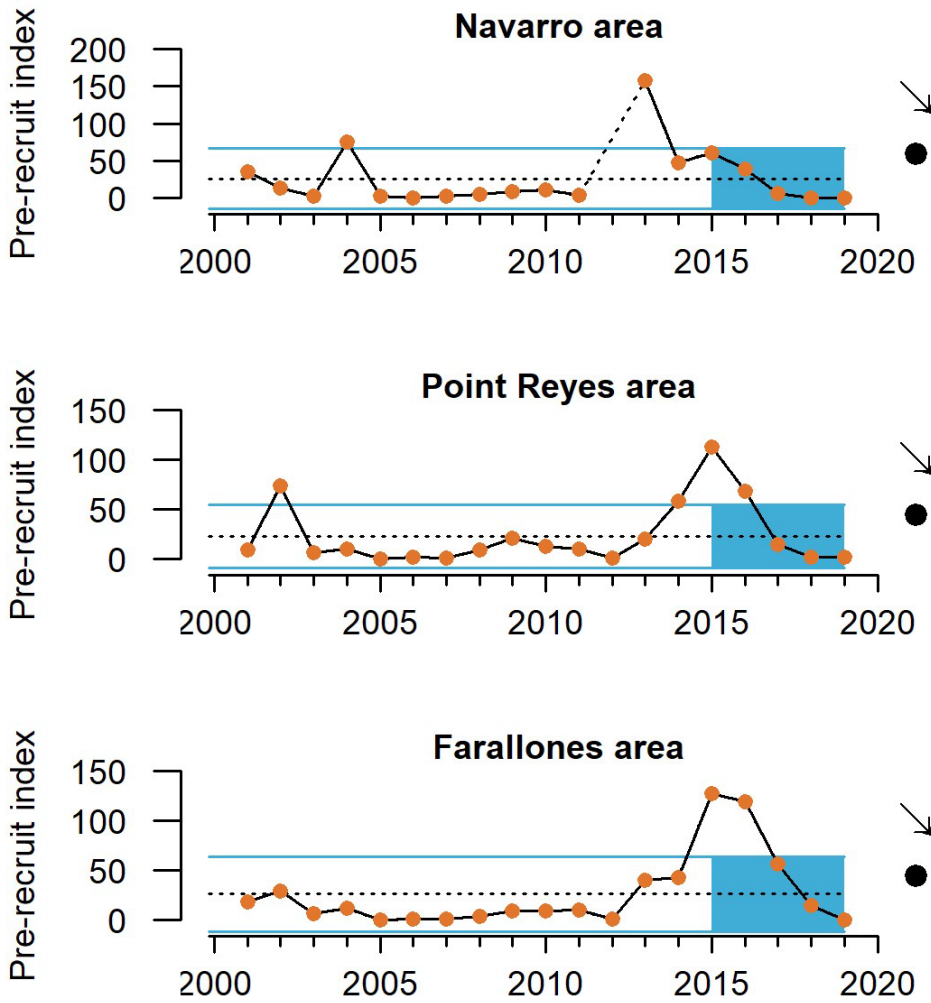 Navarro area
Pre-recruit index
200
150
100
50
0
2000 2005 2010 2015 2020
Point Reyes area
Pre-recruit index
150
100
50
0
2000 2005 2010 2015 2020
Farallones area
Pre-recruit index
150
100
50
0
2000 2005 2010 2015 2020